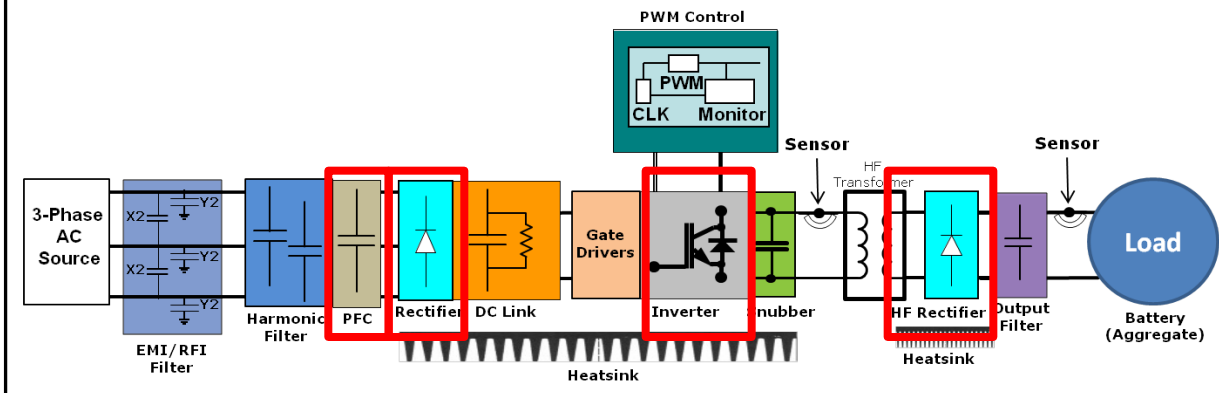 PWM Control
PWM
CLK Monitor
Sensor
Sensor
HF
Transformer
3-Phase
AC
Source
X2
Y2
X2
Y2
Y2
Gate
Drivers
Load
Harmonic
Filter
PFC
Rectifier
DC Link
Inverter
Snubber
HF Rectifier
Output
Filter
Battery
(Aggregate)
EMI/RFI
Filter
Heatsink
Heatsink